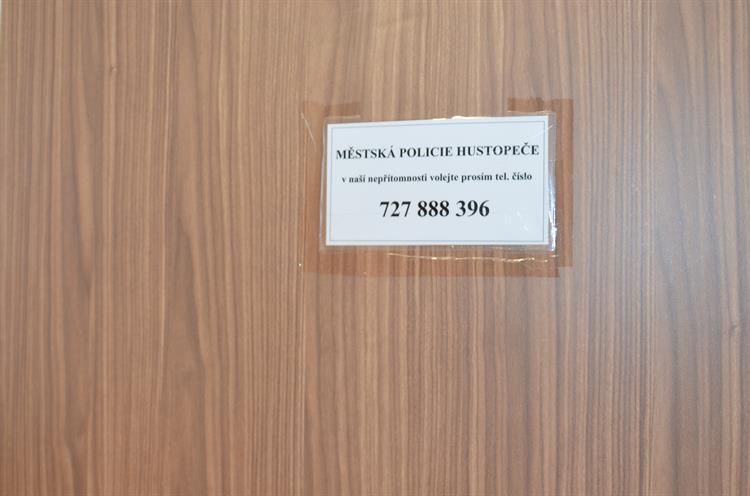 MĚSTSKÁ POLICIE HUSTOPEČE
v naší nepřítomnosti volejte prosím tel. číslo
727 888 396